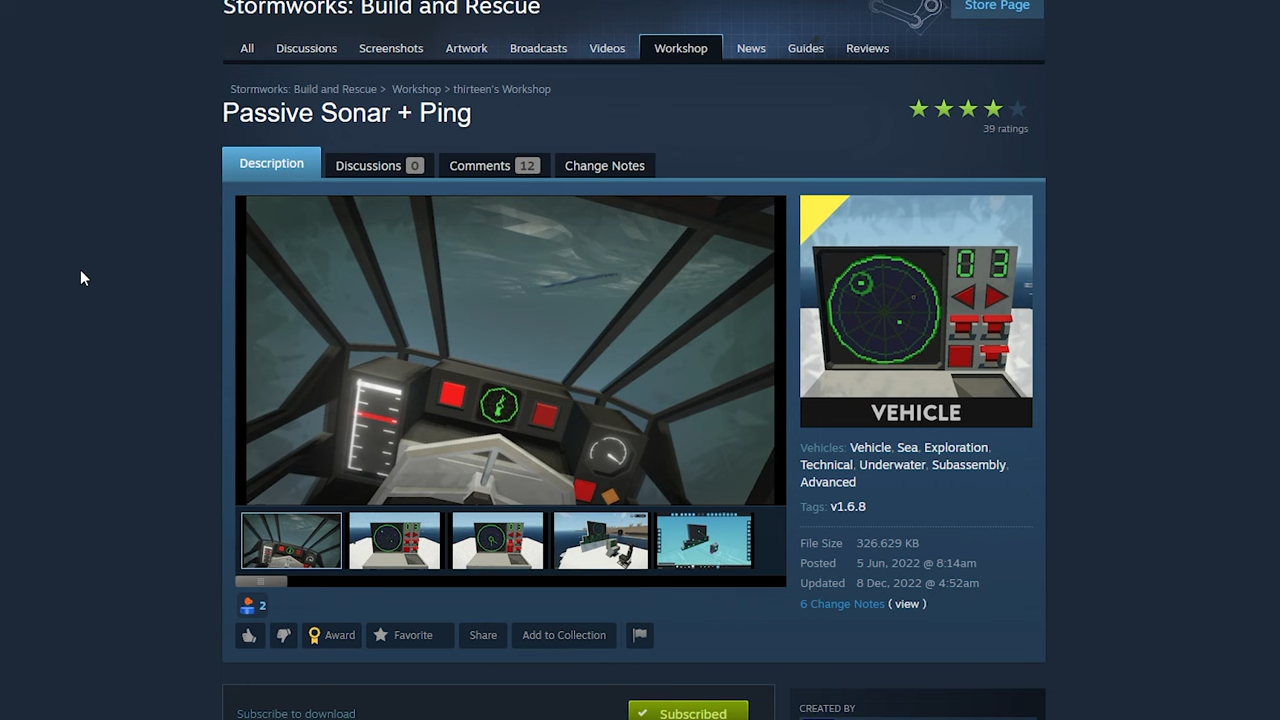 Stormworks: Build and Rescue
Store Page
All Discussions Screenshots Artwork Broadcasts Videos Workshop News Guides Reviews
Stormworks: Build and Rescue > Workshop > thirteen's Workshop
Passive Sonar + Ping
39 ratings
Description Discussions 0 Comments 12 Change Notes
03
VEHICLE
Vehicles: Vehicle, Sea, Exploration,
Technical, Underwater, Subassembly,
Advanced
Tags: v1.6.8
File Size 326.629 KB
Posted 5 Jun, 2022 @ 8:14am
Updated 8 Dec, 2022 @ 4:52am
6 Change Notes ( view )
2
Award Favorite Share Add to Collection
Subscribe to download
Subscribed
CREATED BY